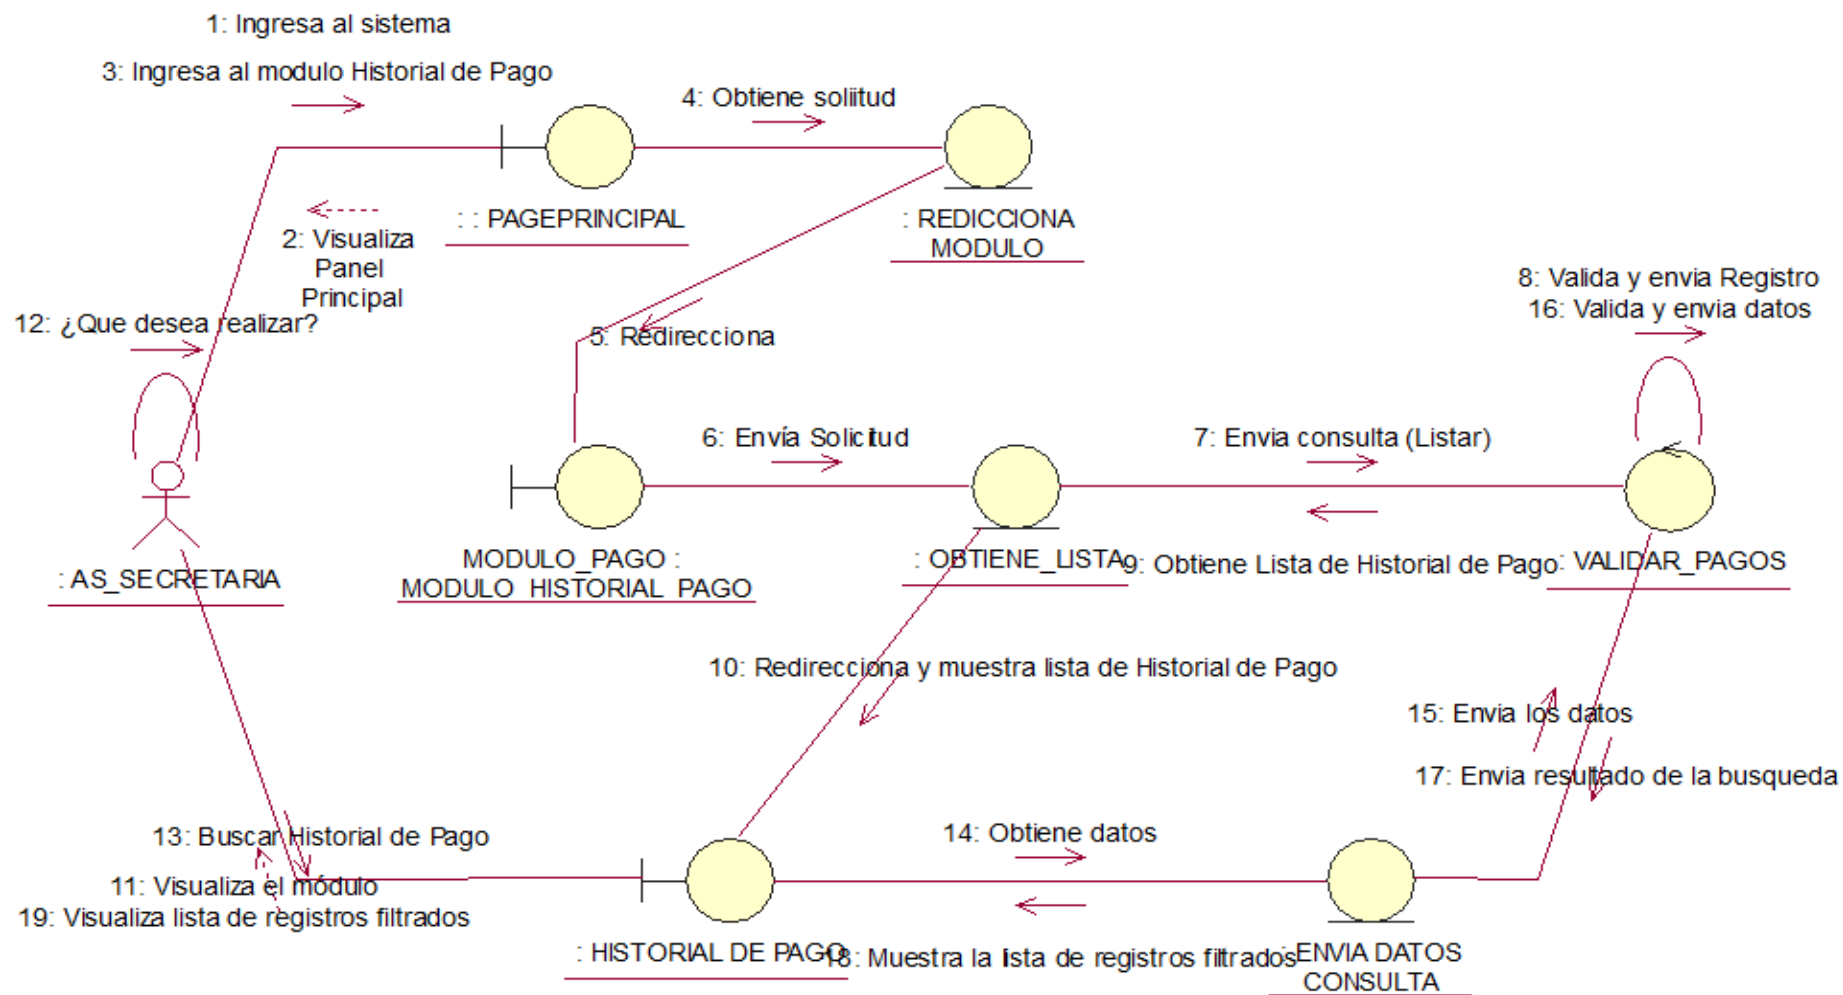 1: Ingresa al sistema
3: Ingresa al modulo Historial de Pago
4: Obtiene soliitud
: : PAGEPRINCIPAL
: REDICCIONA
MODULO
2: Visualiza
Panel
Principal
8: Valida y envia Registro
16: Valida y envia datos
12: ¿Que desea realizar?
5: Redirecciona
6: Envía Solicitud
7: Envia consulta (Listar)
: AS_SECRETARIA
MODULO_PAGO :
MODULO_HISTORIAL_PAGO
: OBTIENE_LISTA
9: Obtiene Lista de Historial de Pago
: VALIDAR_PAGOS
10: Redirecciona y muestra lista de Historial de Pago
15: Envia los datos
17: Envia resultado de la busqueda
13: Buscar Historial de Pago
14: Obtiene datos
11: Visualiza el módulo
19: Visualiza lista de registros filtrados
: HISTORIAL DE PAGO
18: Muestra la lista de registros filtrados
: ENVIA DATOS
CONSULTA